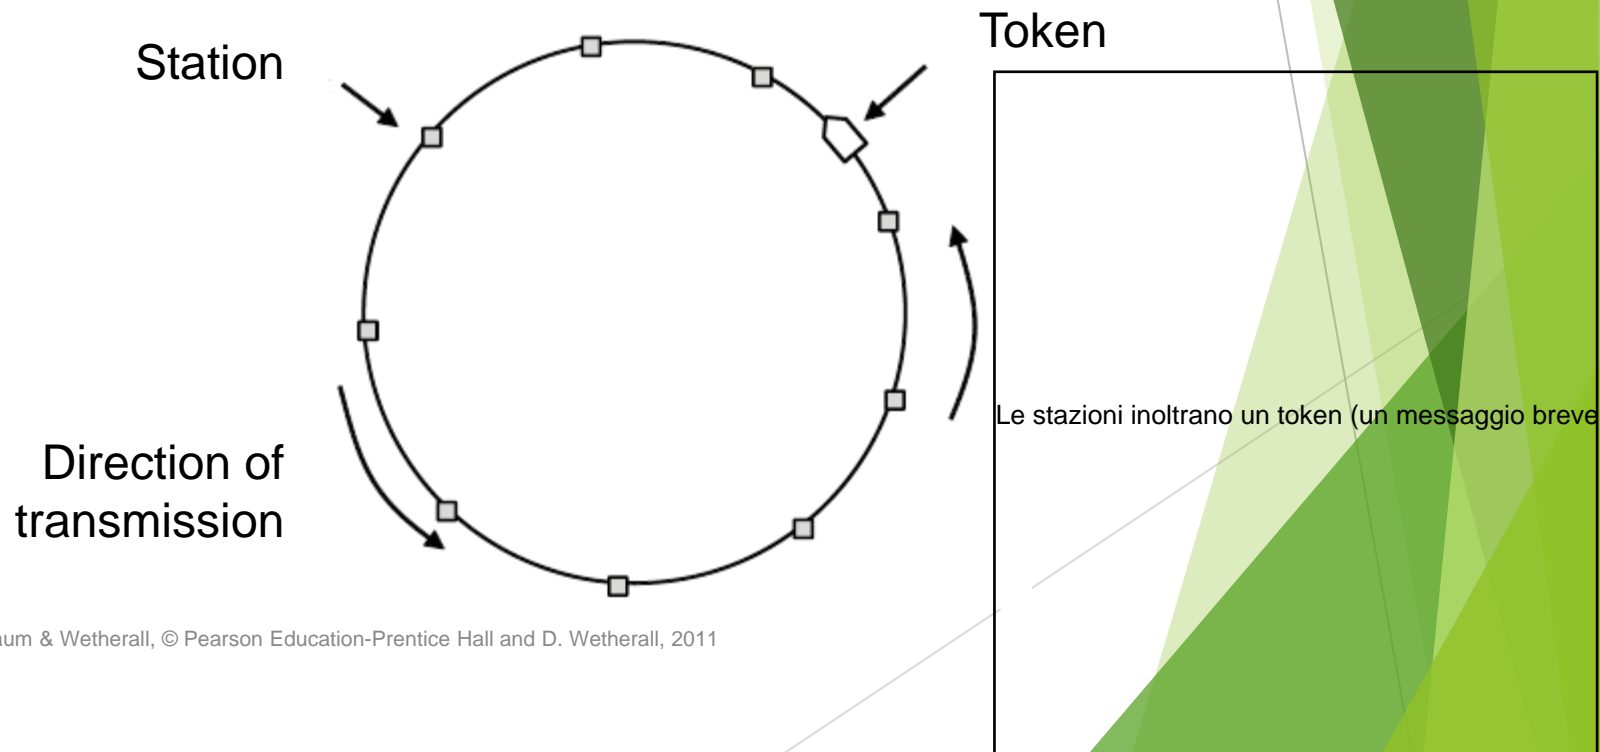 Station
Token
Le stazioni inoltrano un token (un messaggio breve
Direction of
transmission
& Wetherall, © Pearson Education-Prentice Hall and D. Wetherall, 2011